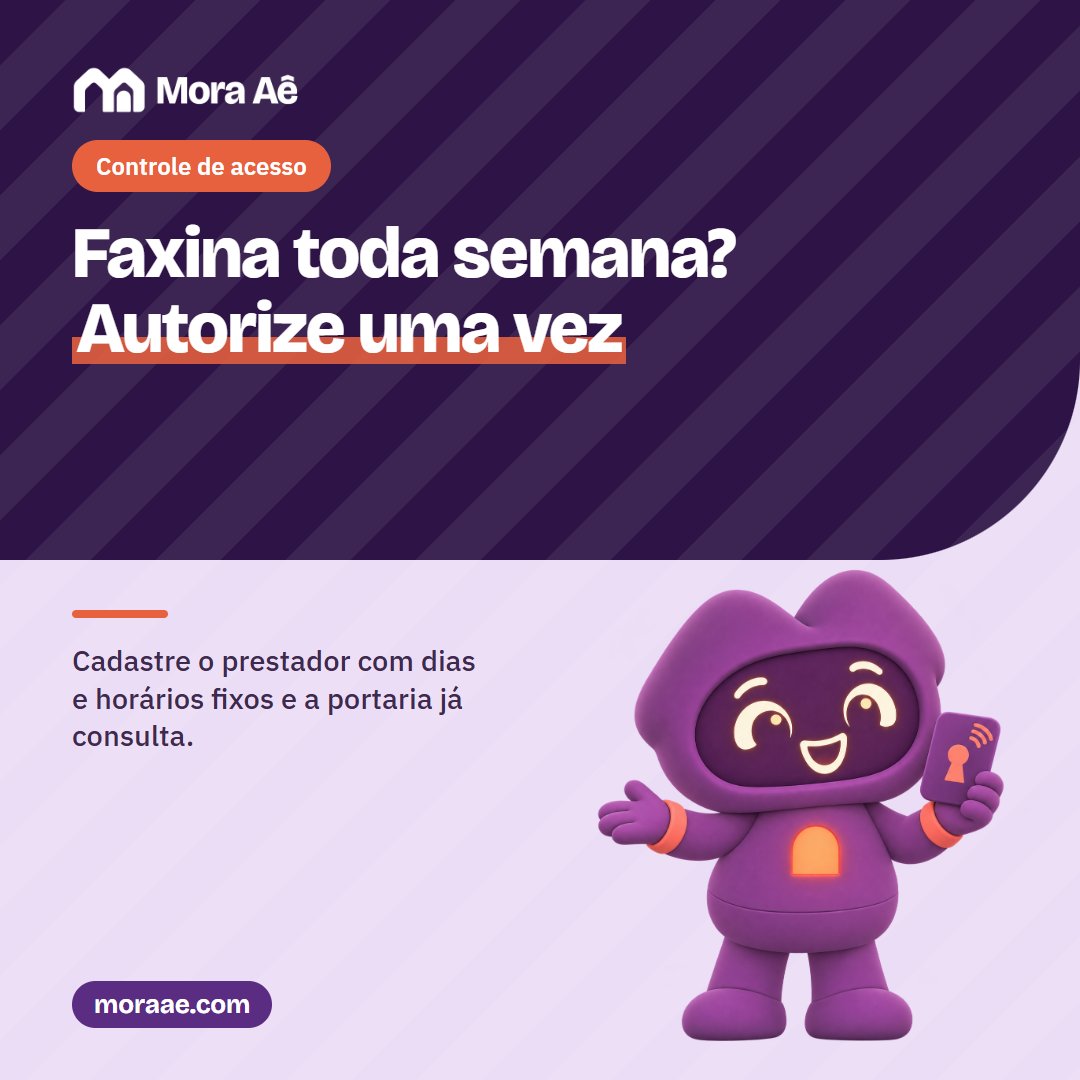 Mora Aê
Controle de acesso
Faxina toda semana?
Autorize uma vez
Cadastre o prestador com dias
e horários fixos e a portaria já
consulta.
moraae.com